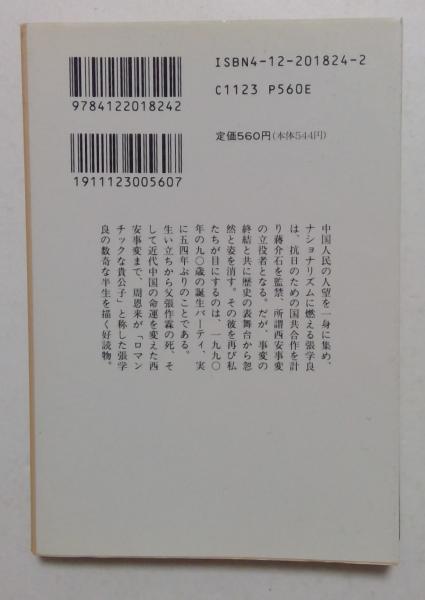 ISBN4-12-201824-2
9784122018242
C1123 P560E
定価560円(本体544円)
1911123005607
中国人民の人望を一身に集め、
ナショナリズムに燃える張学良
は、抗日のための国共合作を計
り蔣介石を監禁、所謂西安事変
の立役者となる。だが、事変の
終結と共に歴史の表舞台から忽
然と姿を消す。その彼を再び私
たちが目にするのは、一九九〇
年の九〇歳の誕生パーティ、実
に五四年ぶりのことである。
生い立ちから父張作霖の死、そ
して近代中国の命運を変えた西
安事変まで、周恩来が「ロマン
チックな貴公子」と称した張学
良の数奇な半生を描く好読物。